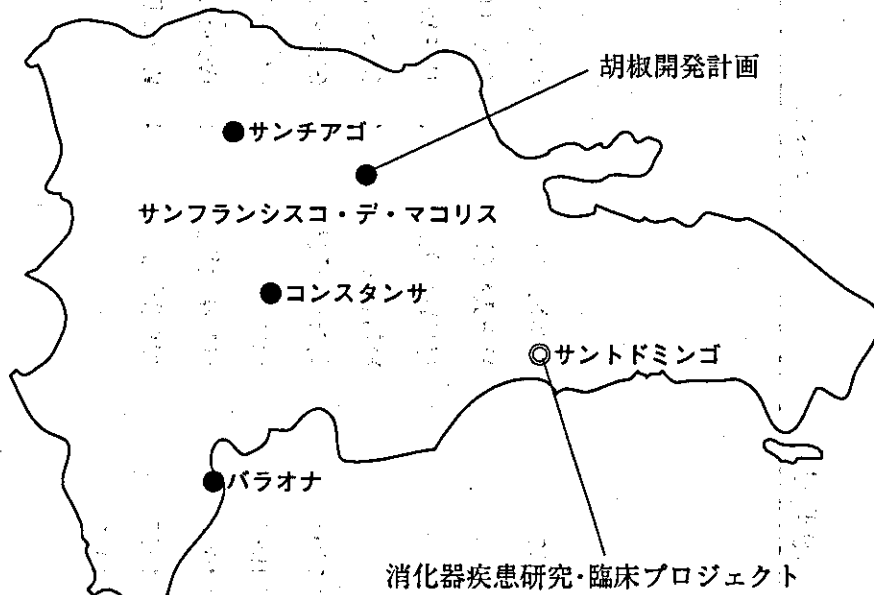 胡椒開発計画
サンチアゴ
サンフランシスコ・デ・マコリス
コンスタンサ
サントドミンゴ
バラオナ
消化器疾患研究・臨床プロジェクト